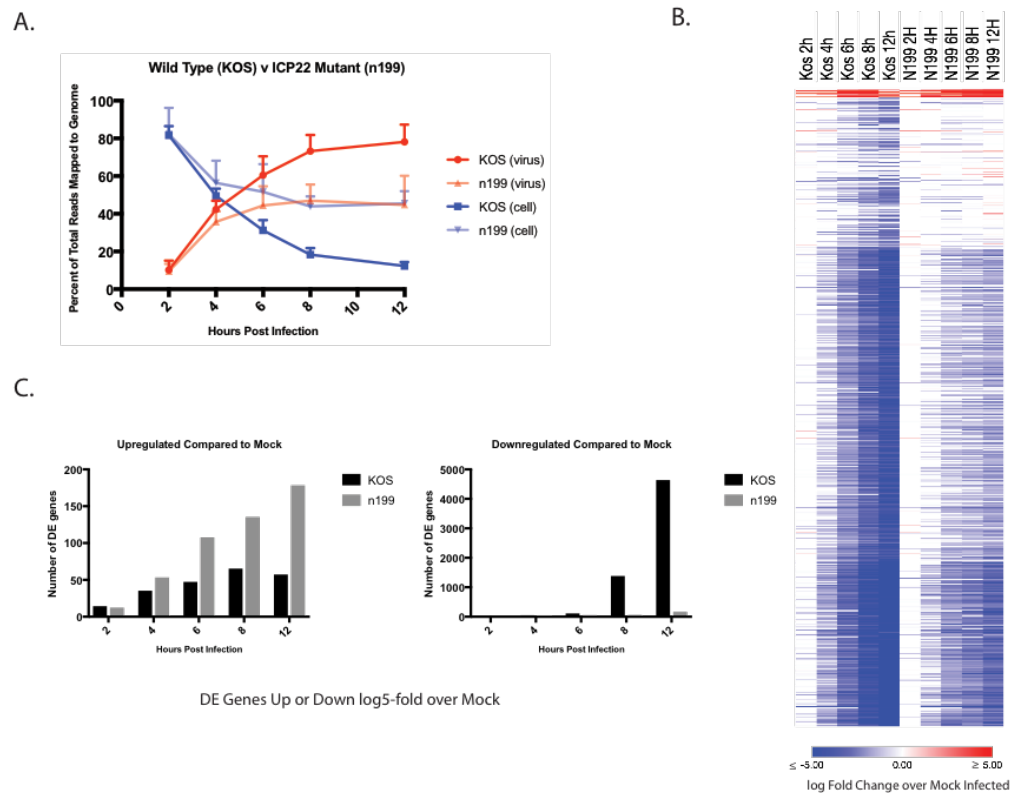 A.
Wild Type (KOS) v ICP22 Mutant (n199)
Percent of Total Reads Mapped to Genome
100
80
60
40
20
0
0
2
4
6
8
10
12
Hours Post Infection
KOS (virus)
n199 (virus)
KOS (cell)
n199 (cell)
B.
Kos 2h
Kos 4h
Kos 6h
Kos 8h
Kos 12h
N199 2H
N199 4H
N199 6H
N199 8H
N199 12H
≤ -5.00
0.00
≥ 5.00
log Fold Change over Mock Infected
C.
Upregulated Compared to Mock
Number of DE genes
200
150
100
50
0
2
4
6
8
12
Hours Post Infection
KOS
n199
Downregulated Compared to Mock
Number of DE genes
5000
4000
3000
2000
1000
0
2
4
6
8
12
Hours Post Infection
KOS
n199
DE Genes Up or Down log5-fold over Mock